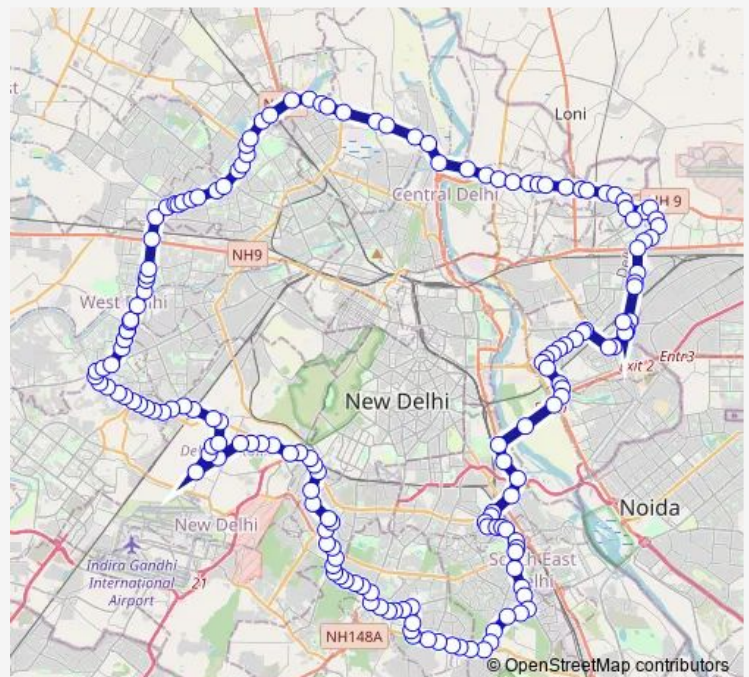 Loni
Central Delhi
NH 9
NH9
West Delhi
Exit 2
Entr3
New Delhi
Noida
New Delhi
Indira Gandhi
International
Airport
21
South East
Delhi
NH148A
© OpenStreetMap contributors